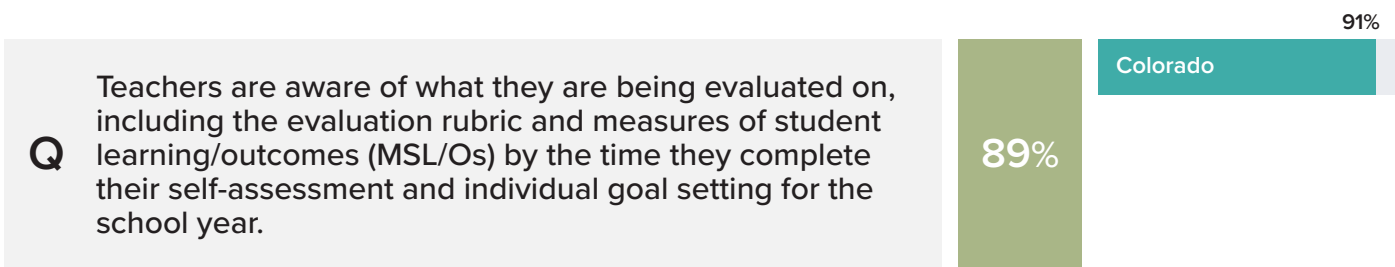 91%
Colorado
Teachers are aware of what they are being evaluated on,
including the evaluation rubric and measures of student
Q learning/outcomes (MSL/Os) by the time they complete
their self-assessment and individual goal setting for the
school year.
89%